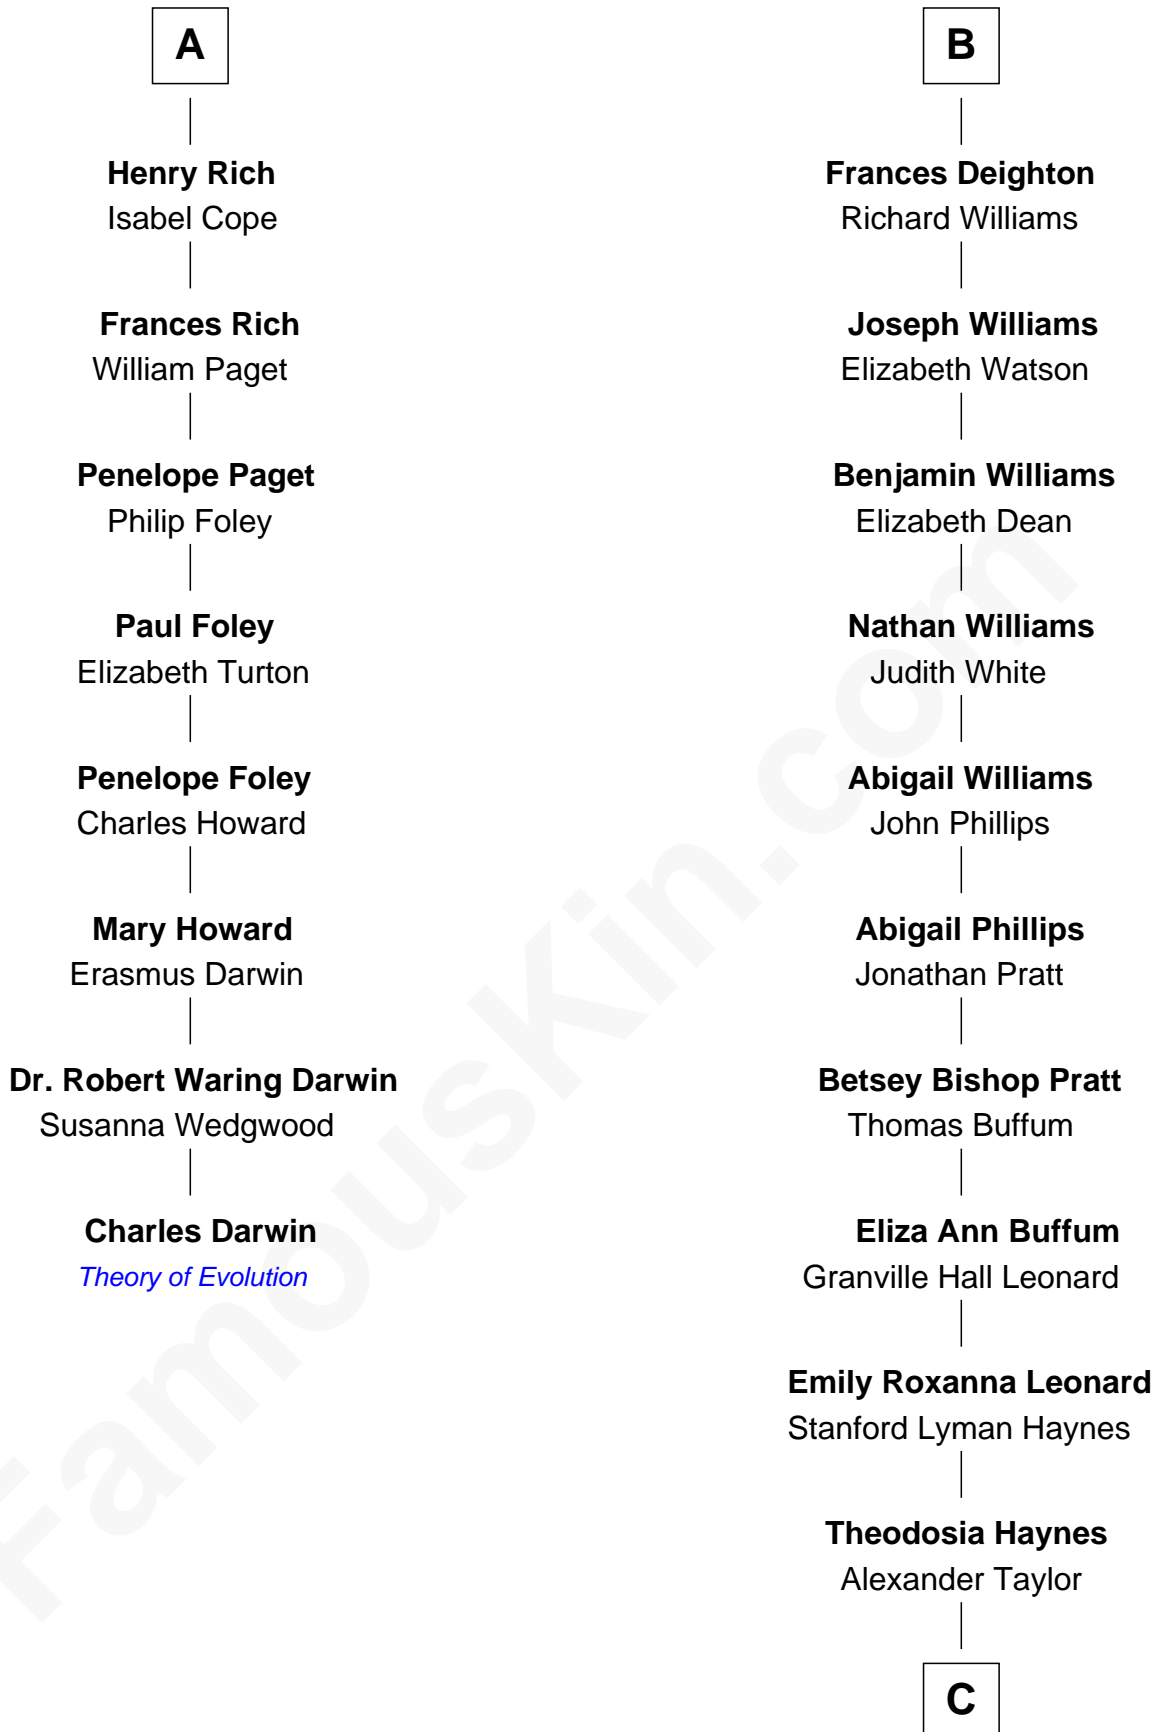 A
Henry Rich
Isabel Cope
Frances Rich
William Paget
Penelope Paget
Philip Foley
Paul Foley
Elizabeth Turton
Penelope Foley
Charles Howard
Mary Howard
Erasmus Darwin
Dr. Robert Waring Darwin
Susanna Wedgwood
Charles Darwin
Theory of Evolution
B
Frances Deighton
Richard Williams
Joseph Williams
Elizabeth Watson
Benjamin Williams
Elizabeth Dean
Nathan Williams
Judith White
Abigail Williams
John Phillips
Abigail Phillips
Jonathan Pratt
Betsey Bishop Pratt
Thomas Buffum
Eliza Ann Buffum
Granville Hall Leonard
Emily Roxanna Leonard
Stanford Lyman Haynes
Theodosia Haynes
Alexander Taylor
C
FamousKin.com